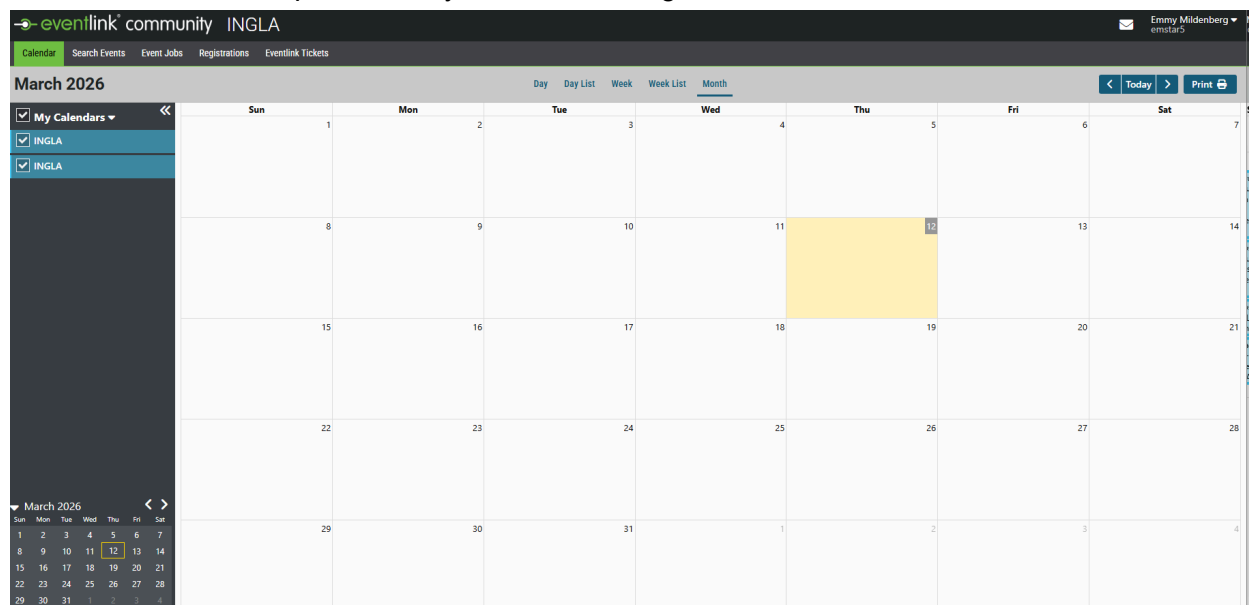 eventlink community INGLA
Emmy Mildenberg
emstar5
Calendar Search Events Event Jobs Registrations Eventlink Tickets
March 2026
Day Day List Week Week List Month
Today Print
My Calendars
INGLA
INGLA
Sun Mon Tue Wed Thu Fri Sat
1 2 3 4 5 6 7
8 9 10 11 12 13 14
15 16 17 18 19 20 21
22 23 24 25 26 27 28
29 30 31 1 2 3 4
March 2026
Sun Mon Tue Wed Thu Fri Sat
1 2 3 4 5 6 7
8 9 10 11 12 13 14
15 16 17 18 19 20 21
22 23 24 25 26 27 28
29 30 31 1 2 3 4